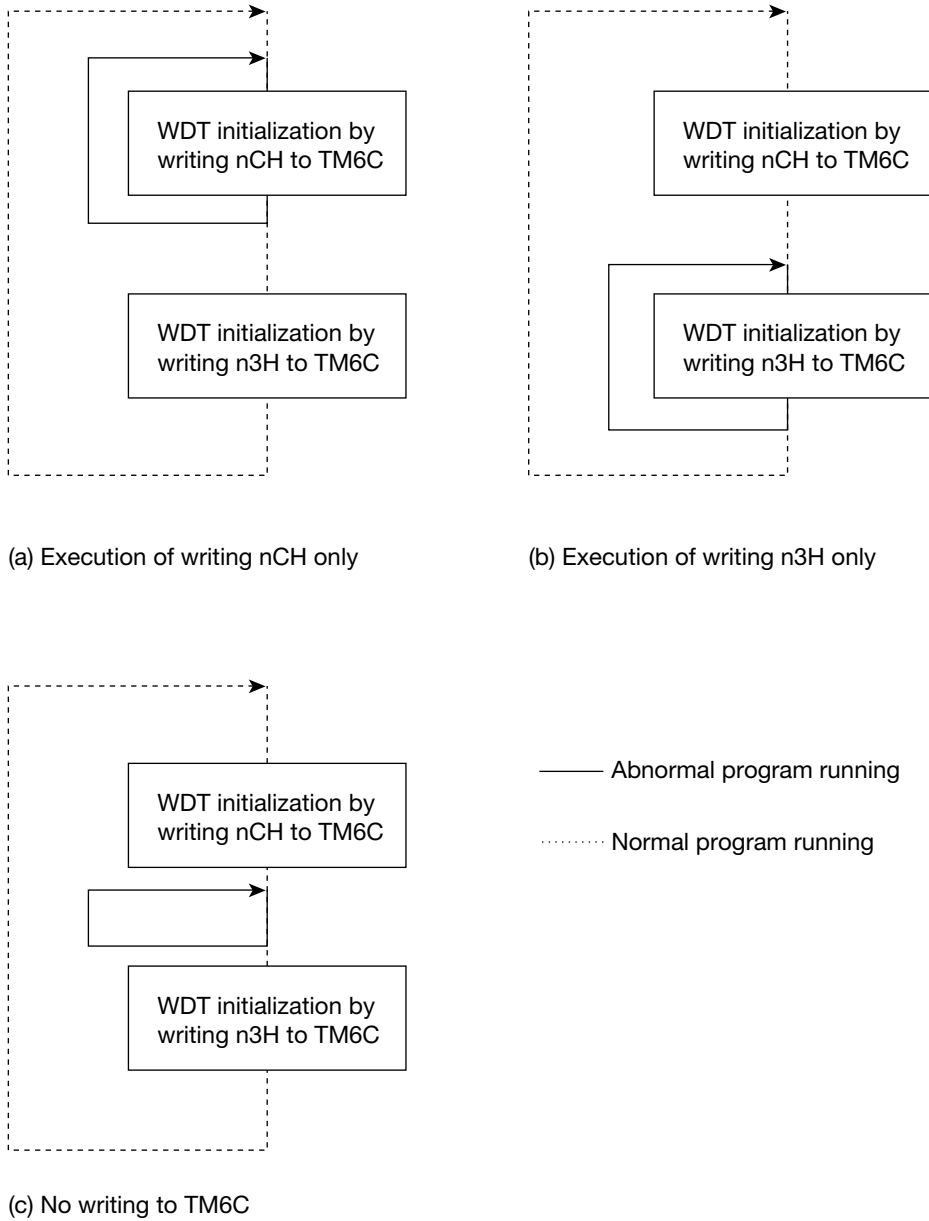 WDT initialization by
writing nCH to TM6C
WDT initialization by
writing n3H to TM6C
(a) Execution of writing nCH only
WDT initialization by
writing nCH to TM6C
WDT initialization by
writing n3H to TM6C
(b) Execution of writing n3H only
WDT initialization by
writing nCH to TM6C
WDT initialization by
writing n3H to TM6C
(c) No writing to TM6C
Abnormal program running
Normal program running